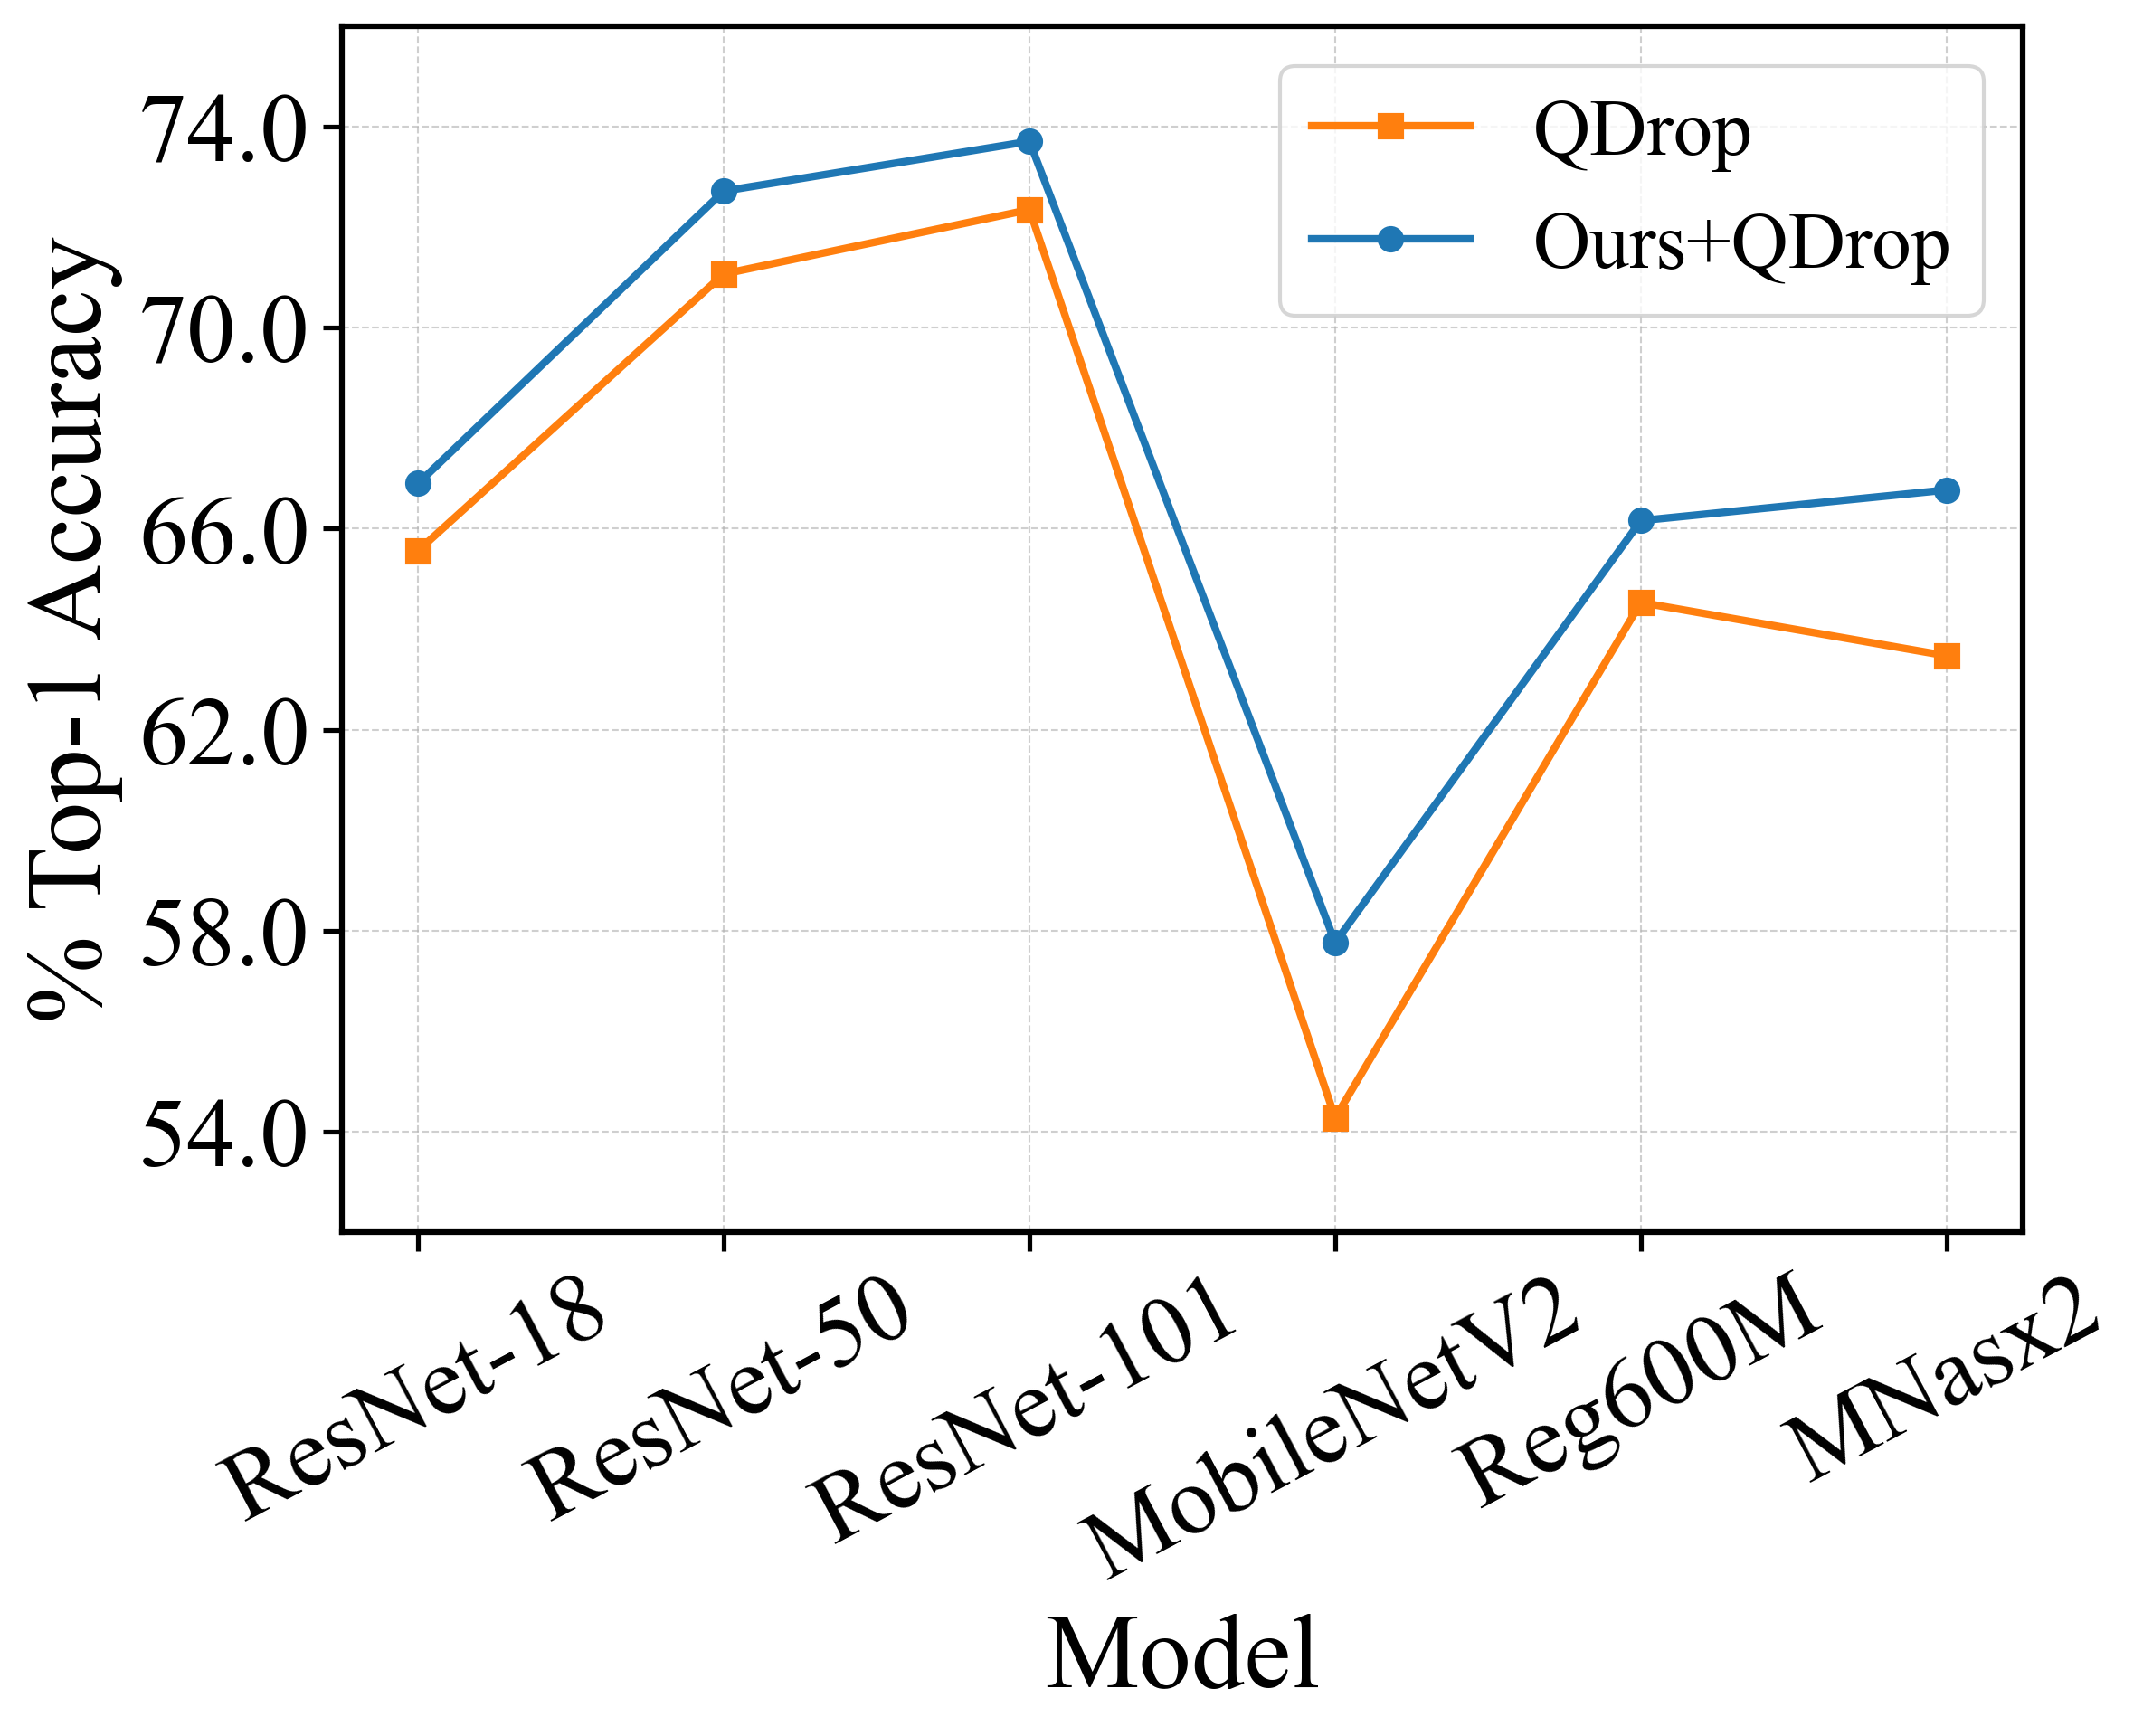 % Top-1 Accuracy
74.0
70.0
66.0
62.0
58.0
54.0
QDrop
Ours+QDrop
ResNet-18
ResNet-50
ResNet-101
MobileNetV2
Reg600M
MNasx2
Model